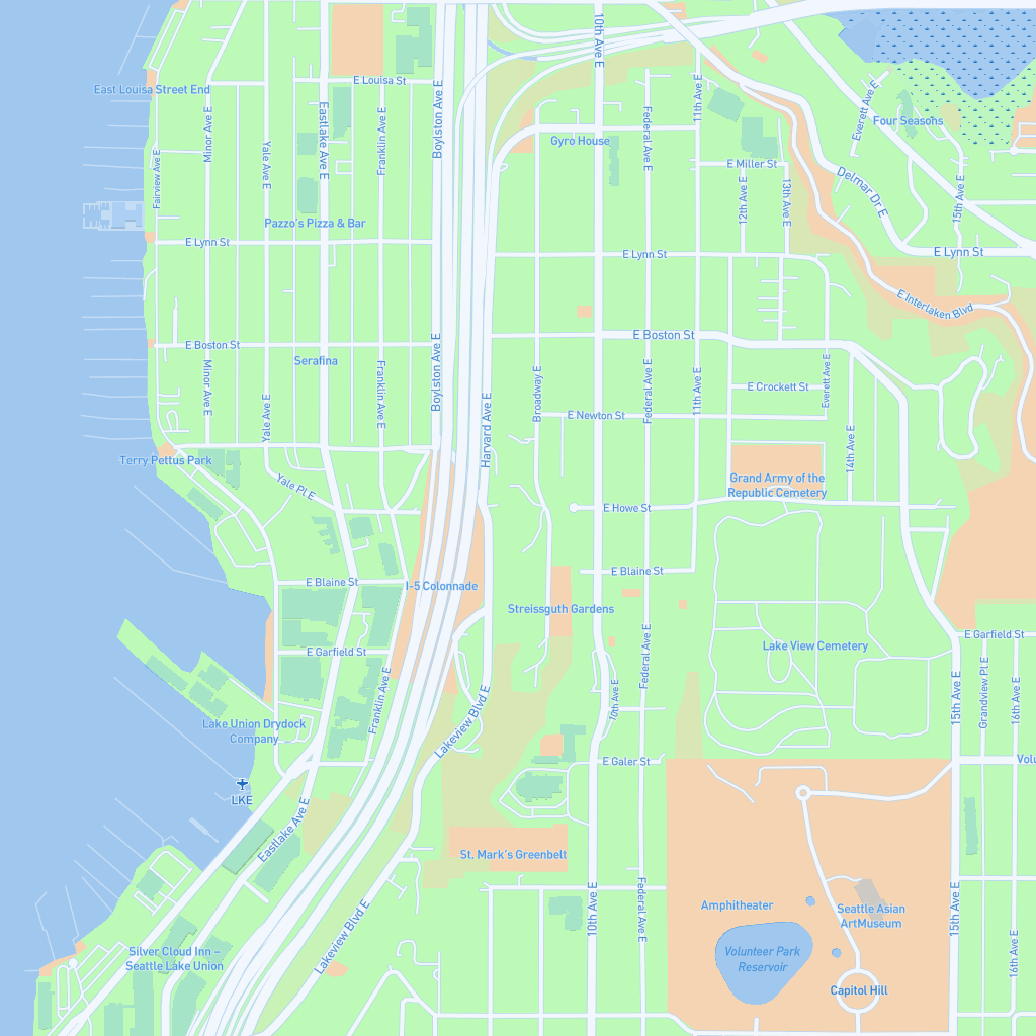 10th Ave E
E Louisa St
East Louisa Street End
Eastlake Ave E
Boylston Ave E
Minor Ave E
Franklin Ave E
Yale Ave E
Fairview Ave E
11th Ave E
Federal Ave E
Everett Ave E
Four Seasons
Gyro House
E Miller St
Delmar Dr E
12th Ave E
13th Ave E
15th Ave E
Pazzo's Pizza & Bar
E Lynn St
E Lynn St
E Lynn St
E Interlaken Blvd
E Boston St
E Boston St
Serafina
Boylston Ave E
Minor Ave E
Franklin Ave E
Yale Ave E
Harvard Ave E
Broadway E
Federal Ave E
11th Ave E
Everett Ave E
E Crockett St
E Newton St
14th Ave E
Terry Pettus Park
Yale Pl E
Grand Army of the
Republic Cemetery
E Howe St
E Blaine St
E Blaine St
I-5 Colonnade
Streissguth Gardens
E Garfield St
E Garfield St
Lake View Cemetery
Federal Ave E
10th Ave E
Franklin Ave E
Lakeview Blvd E
15th Ave E
Grandview Pl E
16th Ave E
Lake Union Drydock
Company
E Galer St
Volu
LKE
Eastlake Ave E
St. Mark's Greenbelt
10th Ave E
Federal Ave E
Amphitheater
Seattle Asian
ArtMuseum
15th Ave E
16th Ave E
Lakeview Blvd E
Silver Cloud Inn –
Seattle Lake Union
Volunteer Park
Reservoir
Capitol Hill